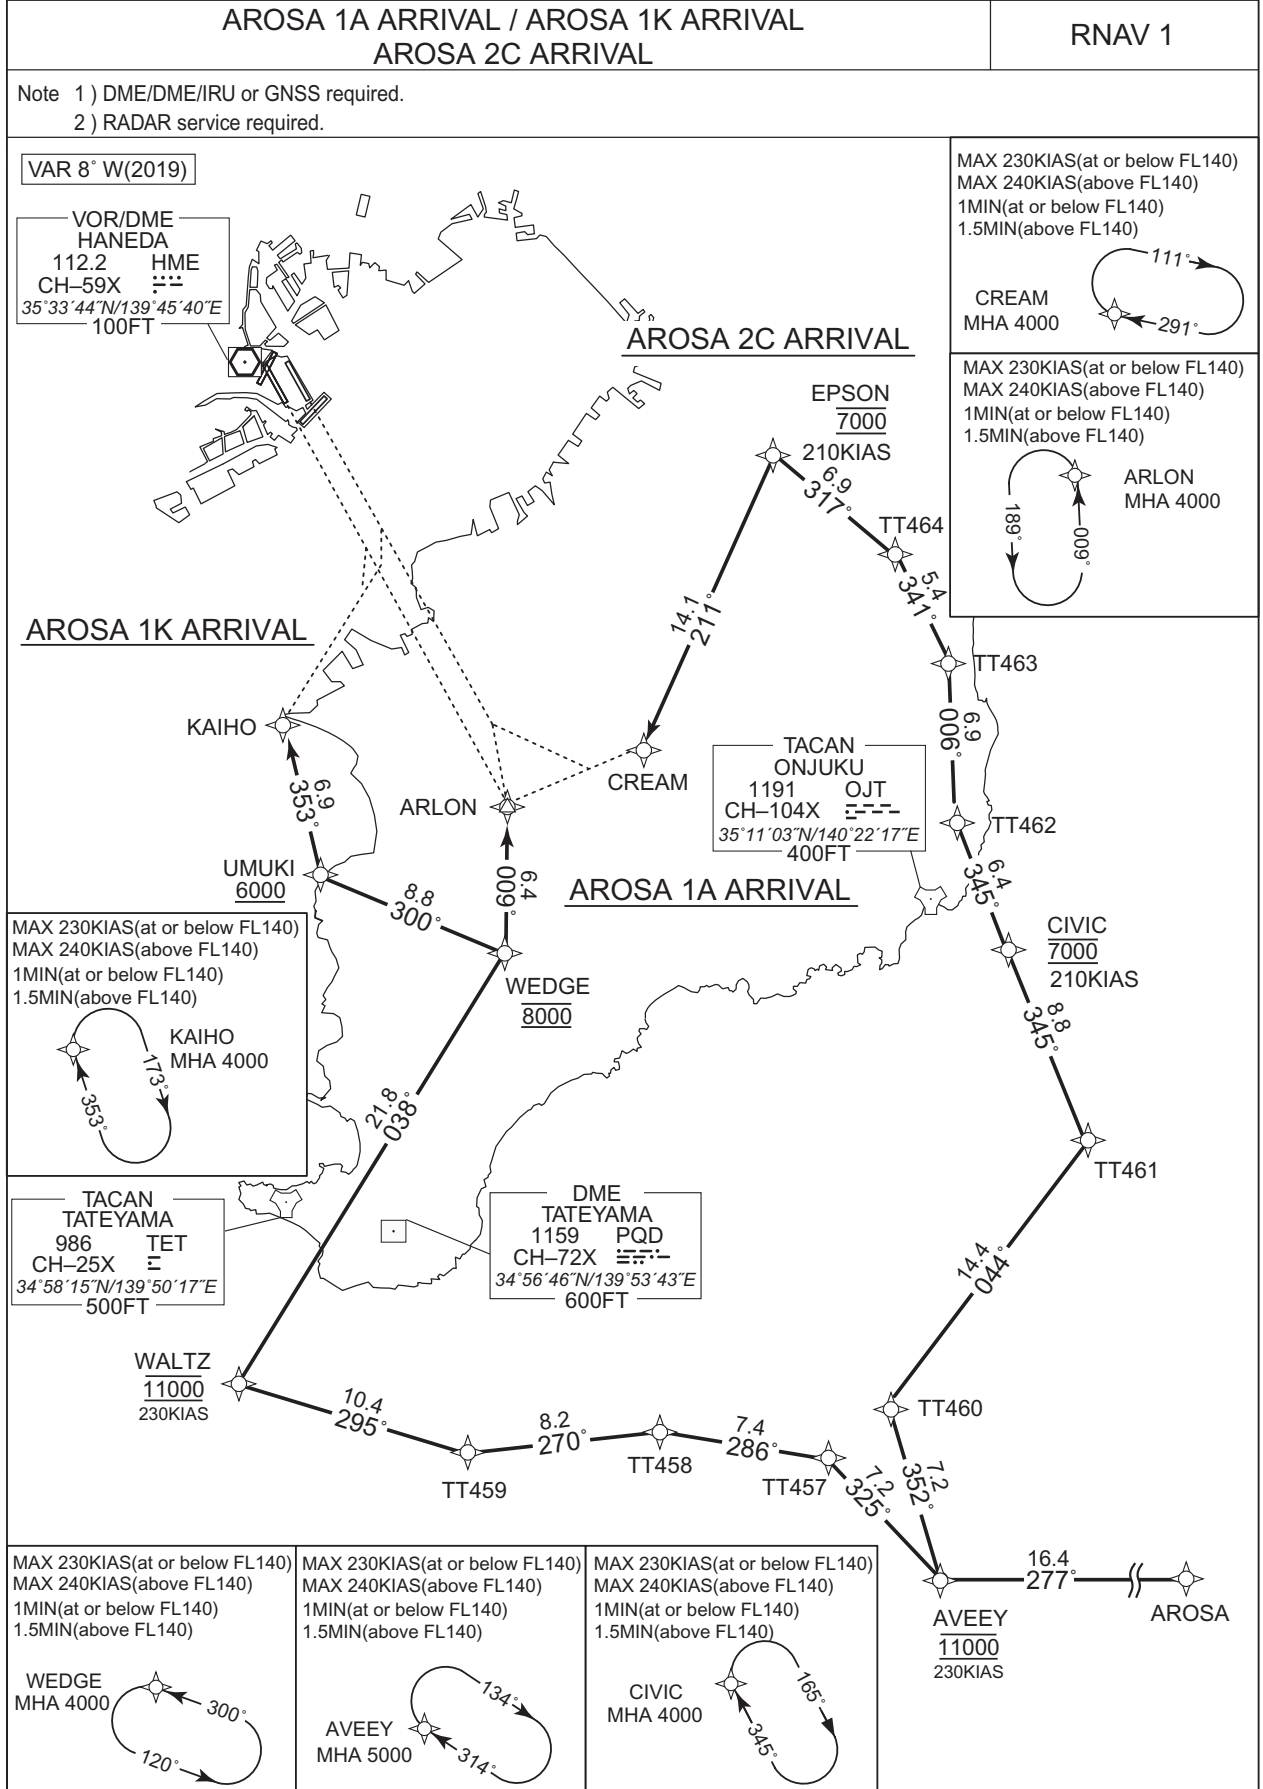 AROSA 1A ARRIVAL / AROSA 1K ARRIVAL
AROSA 2C ARRIVAL
RNAV 1
Note 1 ) DME/DME/IRU or GNSS required.
2 ) RADAR service required.
VAR 8° W(2019)
VOR/DME
HANEDA
112.2 HME
CH–59X
35°33´44˝N/139°45´40˝E
100FT
MAX 230KIAS(at or below FL140)
MAX 240KIAS(above FL140)
1MIN(at or below FL140)
1.5MIN(above FL140)
111°
CREAM
MHA 4000
291°
AROSA 2C ARRIVAL
MAX 230KIAS(at or below FL140)
MAX 240KIAS(above FL140)
1MIN(at or below FL140)
1.5MIN(above FL140)
ARLON
MHA 4000
189°
009°
EPSON
7000
210KIAS
6.9
317°
TT464
5.4
341°
14.1
211°
AROSA 1K ARRIVAL
TT463
6.9
006°
KAIHO
CREAM
TACAN
ONJUKU
1191 OJT
CH–104X
35°11´03˝N/140°22´17˝E
400FT
6.9
353°
ARLON
TT462
UMUKI
6000
8.8
300°
6.4
009°
AROSA 1A ARRIVAL
6.4
345°
MAX 230KIAS(at or below FL140)
MAX 240KIAS(above FL140)
1MIN(at or below FL140)
1.5MIN(above FL140)
KAIHO
MHA 4000
173°
353°
WEDGE
8000
CIVIC
7000
210KIAS
8.8
345°
21.8
038°
TT461
TACAN
TATEYAMA
986 TET
CH–25X
34°58´15˝N/139°50´17˝E
500FT
DME
TATEYAMA
1159 PQD
CH–72X
34°56´46˝N/139°53´43˝E
600FT
14.4
044°
WALTZ
11000
230KIAS
10.4
295°
8.2
270°
7.4
286°
TT460
TT459
TT458
TT457
7.2
325°
7.2
352°
16.4
277°
AVEEY
11000
230KIAS
AROSA
MAX 230KIAS(at or below FL140)
MAX 240KIAS(above FL140)
1MIN(at or below FL140)
1.5MIN(above FL140)
WEDGE
MHA 4000
300°
120°
MAX 230KIAS(at or below FL140)
MAX 240KIAS(above FL140)
1MIN(at or below FL140)
1.5MIN(above FL140)
134°
AVEEY
MHA 5000
314°
MAX 230KIAS(at or below FL140)
MAX 240KIAS(above FL140)
1MIN(at or below FL140)
1.5MIN(above FL140)
CIVIC
MHA 4000
165°
345°